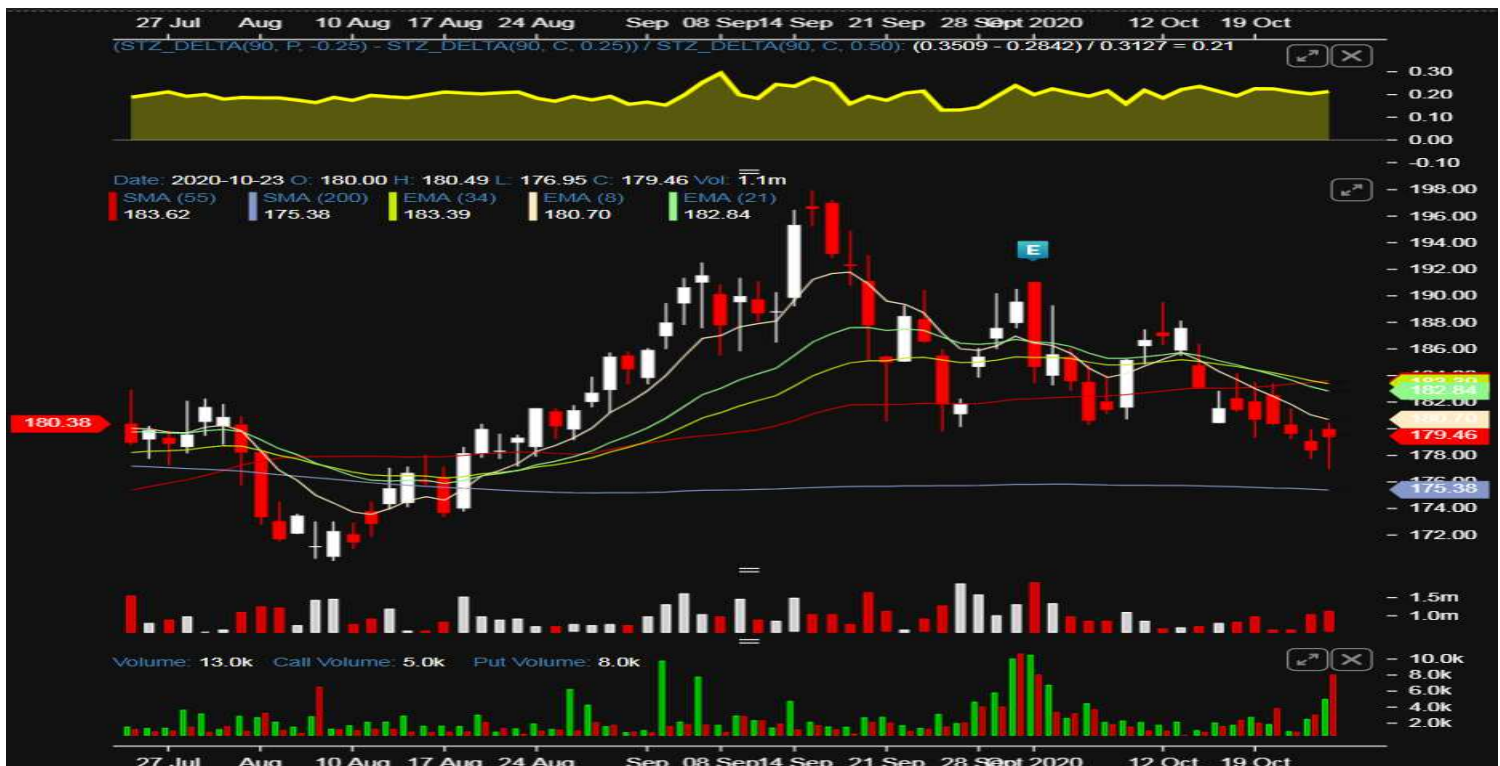 27 Jul Aug 10 Aug 17 Aug 24 Aug Sep 08 Sep 14 Sep 21 Sep 28 Sep Oct 2020 12 Oct 19 Oct
(STZ_DELTA(90, P, -0.25) - STZ_DELTA(90, C, 0.25)) / STZ_DELTA(90, C, 0.50): (0.3509 - 0.2842) / 0.3127 = 0.21
0.30
0.20
0.10
0.00
-0.10
Date: 2020-10-23 O: 180.00 H: 180.49 L: 176.95 C: 179.46 Vol: 1.1m
SMA (55) SMA (200) EMA (34) EMA (8) EMA (21)
183.62 175.38 183.39 180.70 182.84
198.00
196.00
194.00
E
192.00
190.00
188.00
186.00
182.84
182.00
180.38
180.70
179.46
178.00
175.38
174.00
172.00
1.5m
1.0m
Volume: 13.0k Call Volume: 5.0k Put Volume: 8.0k
10.0k
8.0k
6.0k
4.0k
2.0k
27 Jul Aug 10 Aug 17 Aug 24 Aug Sep 08 Sep 14 Sep 21 Sep 28 Sep 2020 12 Oct 19 Oct